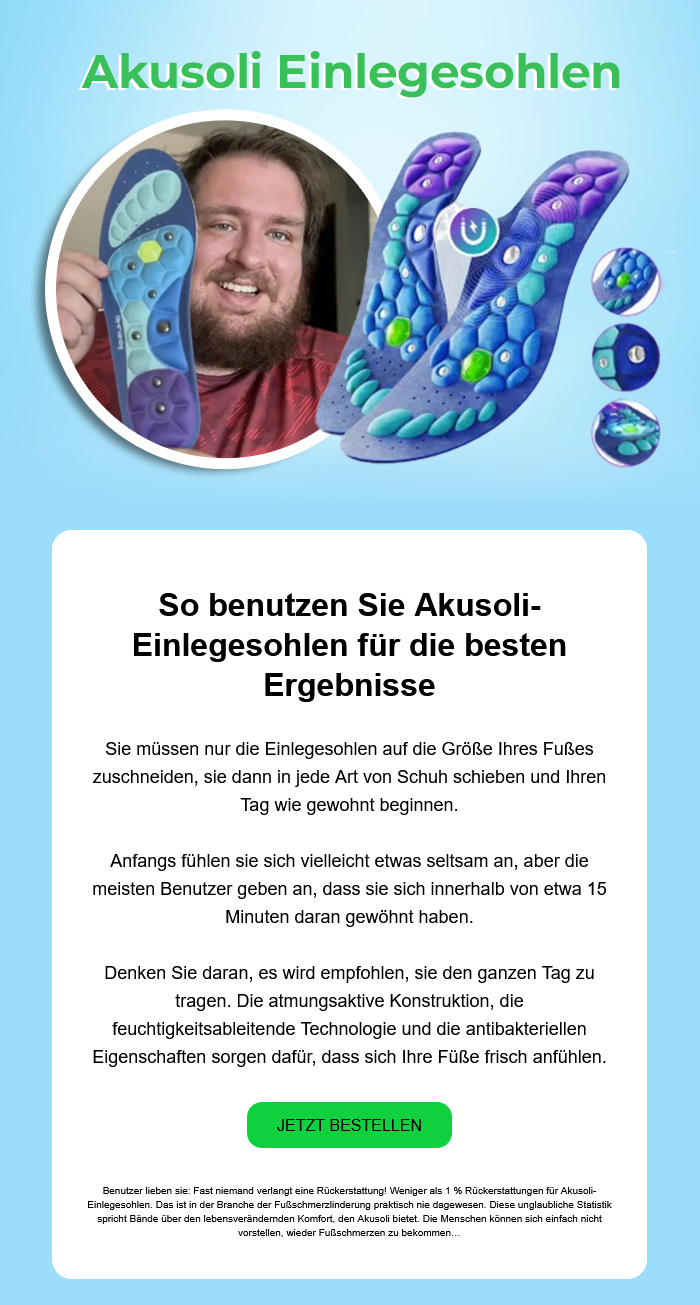 Akusoli Einlegesohlen
So benutzen Sie Akusoli-
Einlegesohlen für die besten
Ergebnisse
Sie müssen nur die Einlegesohlen auf die Größe Ihres Fußes
zuschneiden, sie dann in jede Art von Schuh schieben und Ihren
Tag wie gewohnt beginnen.
Anfangs fühlen sie sich vielleicht etwas seltsam an, aber die
meisten Benutzer geben an, dass sie sich innerhalb von etwa 15
Minuten daran gewöhnt haben.
Denken Sie daran, es wird empfohlen, sie den ganzen Tag zu
tragen. Die atmungsaktive Konstruktion, die
feuchtigkeitsableitende Technologie und die antibakteriellen
Eigenschaften sorgen dafür, dass sich Ihre Füße frisch anfühlen.
JETZT BESTELLEN
Benutzer lieben sie: Fast niemand verlangt eine Rückerstattung! Weniger als 1 % Rückerstattungen für Akusoli-
Einlegesohlen. Das ist in der Branche der Fußschmerzlinderung praktisch nie dagewesen. Diese unglaubliche Statistik
spricht Bände über den lebensverändernden Komfort, den Akusoli bietet. Die Menschen können sich einfach nicht
vorstellen, wieder Fußschmerzen zu bekommen…